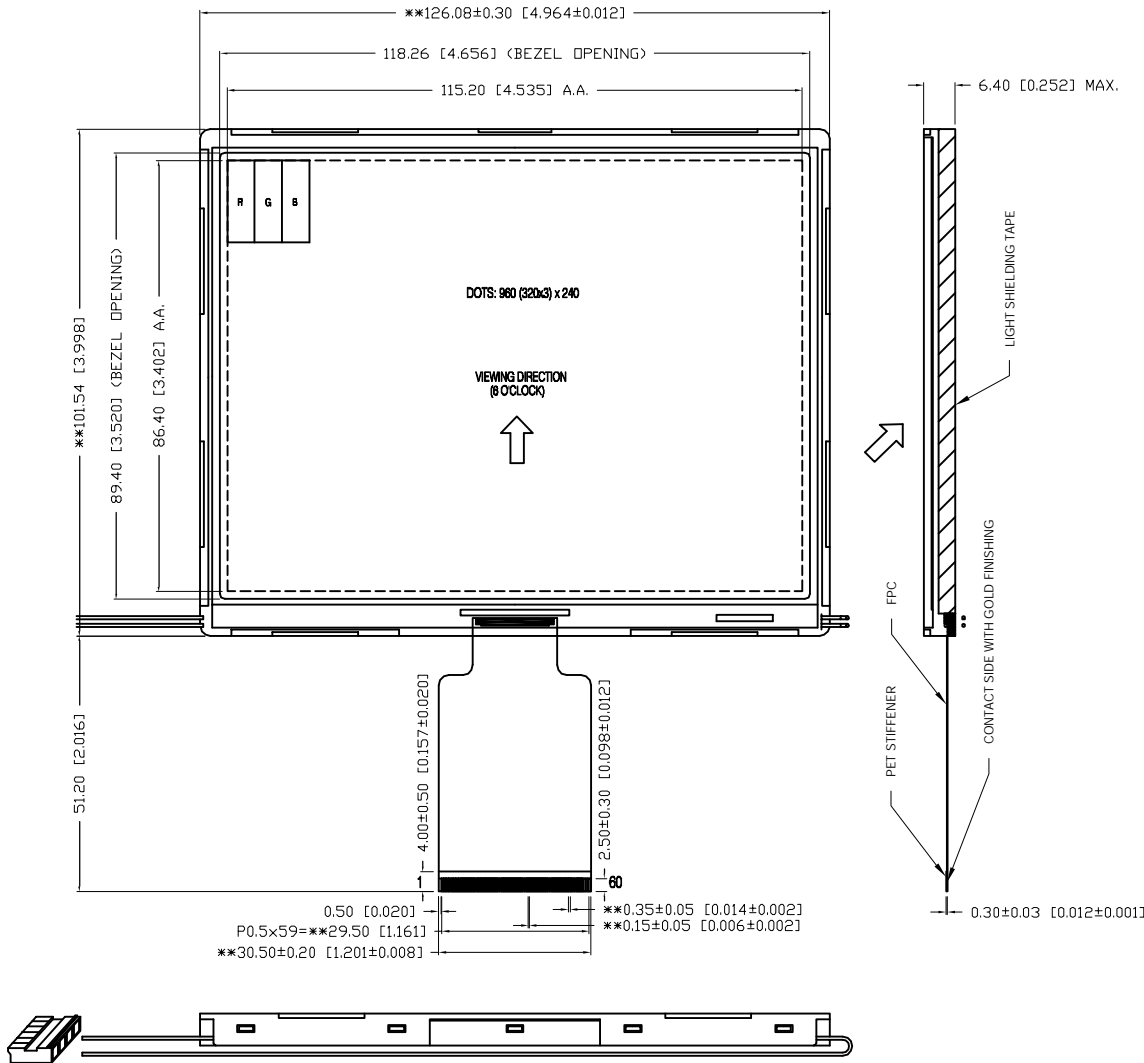 **126.08±0.30 [4.964±0.012]
118.26 [4.656] (BEZEL OPENING)
115.20 [4.535] A.A.
6.40 [0.252] MAX.
**101.54 [3.998]
89.40 [3.520] (BEZEL OPENING)
86.40 [3.402] A.A.
R G B
DOTS: 960 (320x3) x 240
VIEWING DIRECTION
(6 O'CLOCK)
LIGHT SHIELDING TAPE
FPC
CONTACT SIDE WITH GOLD FINISHING
PET STIFFENER
51.20 [2.016]
4.00±0.50 [0.157±0.020]
2.50±0.30 [0.098±0.012]
1
60
0.50 [0.020]
**0.35±0.05 [0.014±0.002]
P0.5x59=**29.50 [1.161]
**0.15±0.05 [0.006±0.002]
**30.50±0.20 [1.201±0.008]
0.30±0.03 [0.012±0.001]